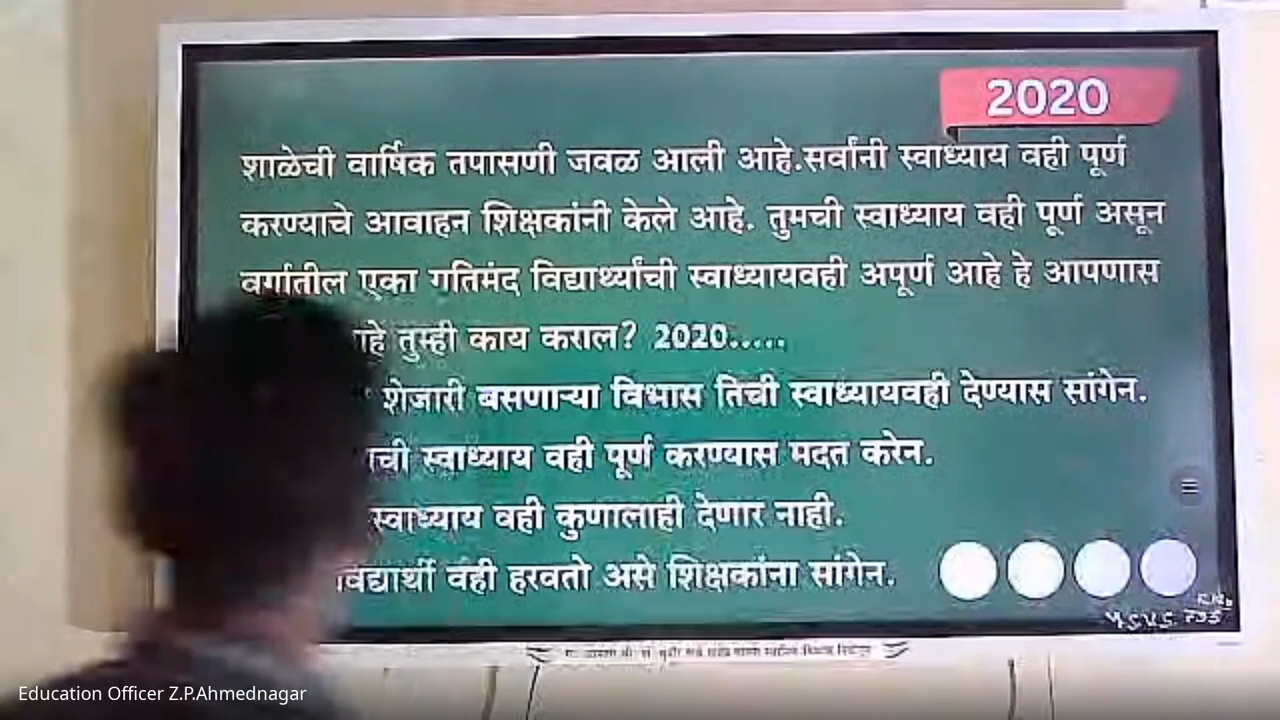 2020
शाळेची वार्षिक तपासणी जवळ आली आहे.सर्वांनी स्वाध्याय वही पूर्ण
करण्याचे आवाहन शिक्षकांनी केले आहे. तुमची स्वाध्याय वही पूर्ण असून
वर्गातील एका गतिमंद विद्यार्थ्यांची स्वाध्यायवही अपूर्ण आहे हे आपणास
तुम्ही काय कराल? 2020.....
शेजारी बसणाऱ्या विभास तिची स्वाध्यायवही देण्यास सांगेन.
स्वाध्याय वही पूर्ण करण्यास मदत करेन.
स्वाध्याय वही कुणालाही देणार नाही.
विद्यार्थी वही हरवतो असे शिक्षकांना सांगेन.
Education Officer Z.P.Ahmednagar